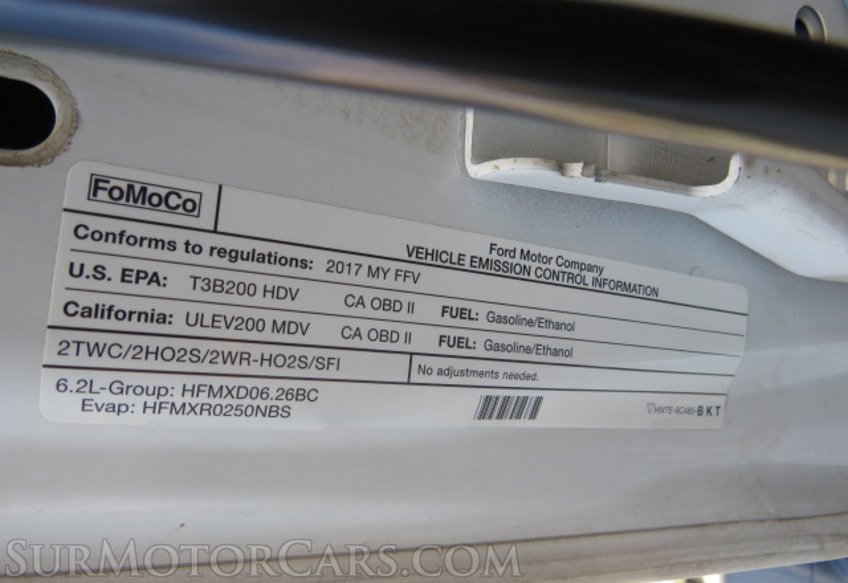 FoMoCo
Ford Motor Company
VEHICLE EMISSION CONTROL INFORMATION
Conforms to regulations: 2017 MY FFV
U.S. EPA: T3B200 HDV CA OBD II FUEL: Gasoline/Ethanol
California: ULEV200 MDV CA OBD II FUEL: Gasoline/Ethanol
2TWC/2HO2S/2WR-HO2S/SFI No adjustments needed.
6.2L-Group: HFMXD06.26BC
Evap: HFMXR0250NBS
HW7E-9C485-BKT
SURMOTORCARS.COM